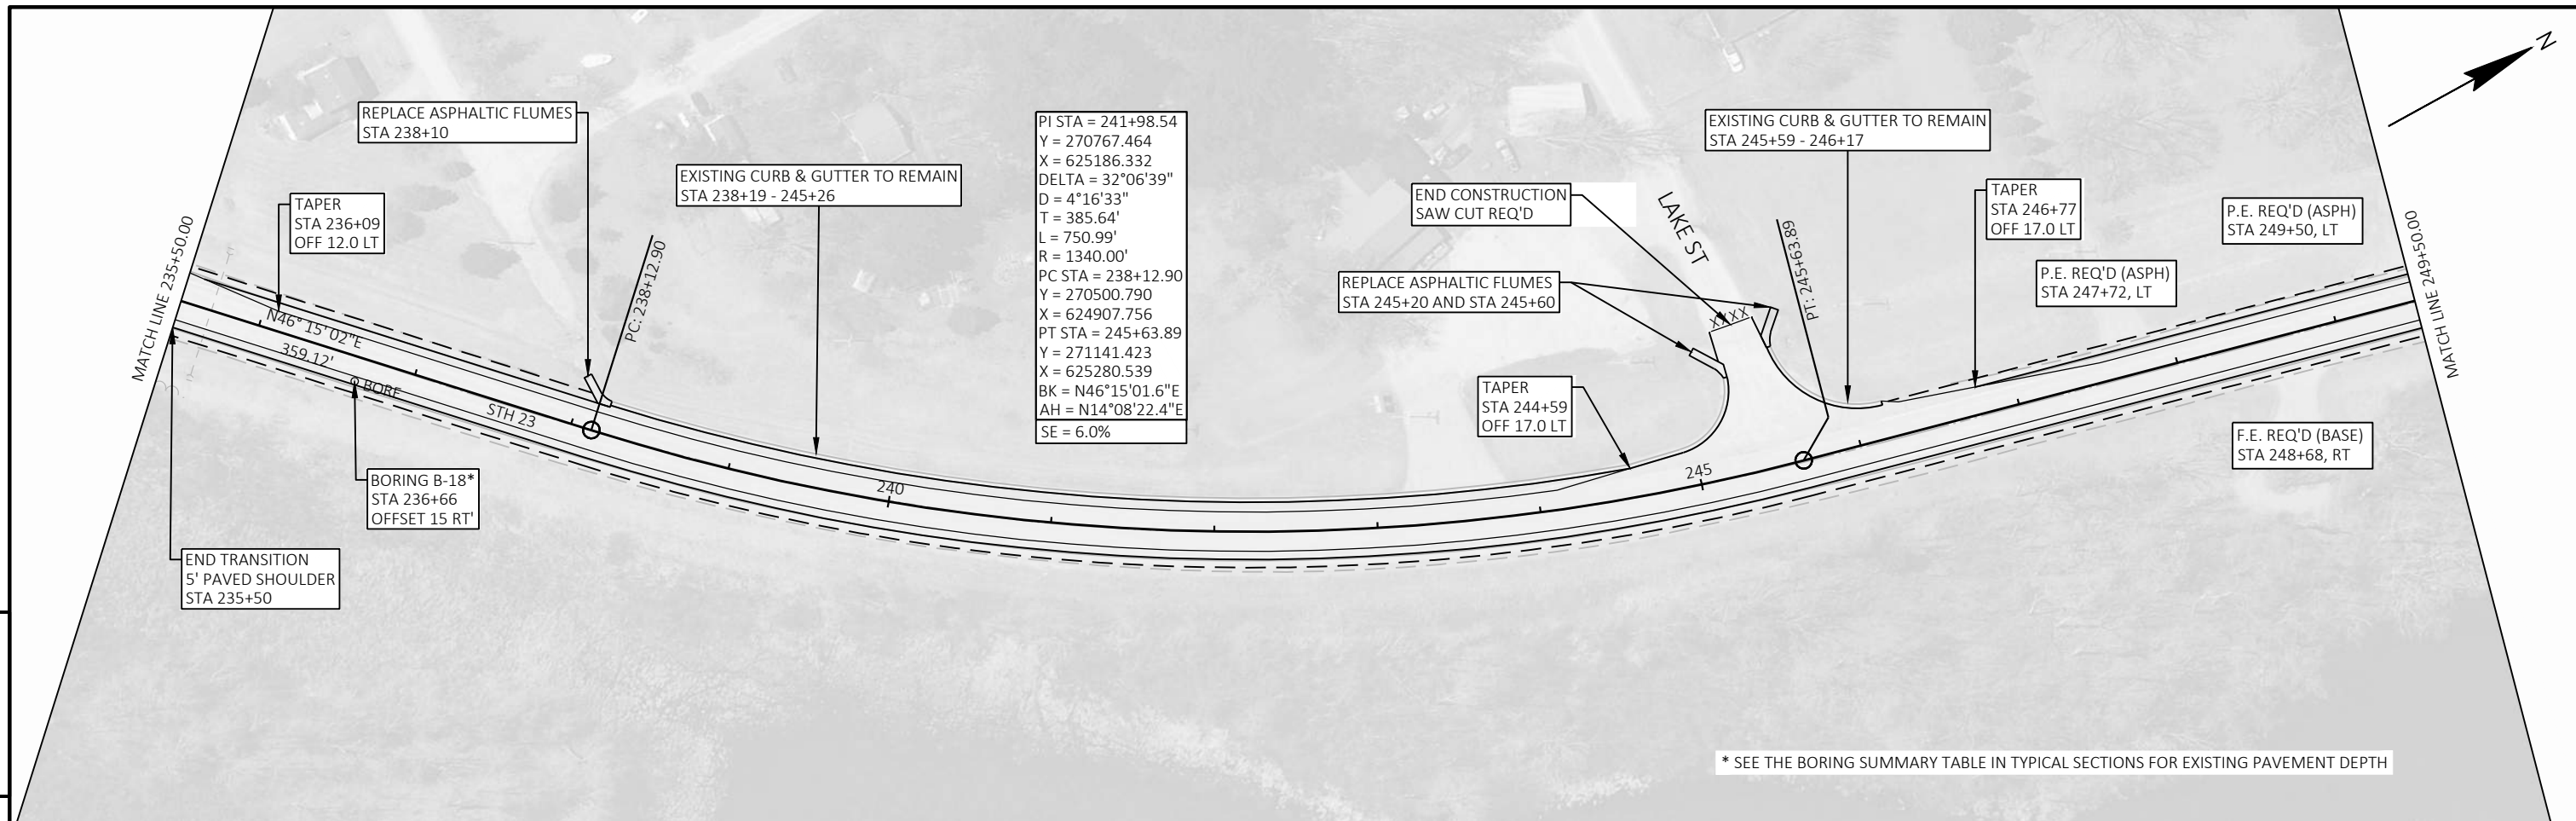 N
REPLACE ASPHALTIC FLUMES
STA 238+10
EXISTING CURB & GUTTER TO REMAIN
STA 238+19 - 245+26
TAPER
STA 236+09
OFF 12.0 LT
MATCH LINE 235+50.00
N46° 15' 02"E
359.12'
BORE
STH 23
PC: 238+12.90
BORING B-18*
STA 236+66
OFFSET 15 RT'
END TRANSITION
5' PAVED SHOULDER
STA 235+50
PI STA = 241+98.54
Y = 270767.464
X = 625186.332
DELTA = 32°06'39"
D = 4°16'33"
T = 385.64'
L = 750.99'
R = 1340.00'
PC STA = 238+12.90
Y = 270500.790
X = 624907.756
PT STA = 245+63.89
Y = 271141.423
X = 625280.539
BK = N46°15'01.6"E
AH = N14°08'22.4"E
SE = 6.0%
240
245
END CONSTRUCTION
SAW CUT REQ'D
REPLACE ASPHALTIC FLUMES
STA 245+20 AND STA 245+60
TAPER
STA 244+59
OFF 17.0 LT
LAKE ST
XXXX
PT: 245+63.89
EXISTING CURB & GUTTER TO REMAIN
STA 245+59 - 246+17
TAPER
STA 246+77
OFF 17.0 LT
P.E. REQ'D (ASPH)
STA 249+50, LT
P.E. REQ'D (ASPH)
STA 247+72, LT
F.E. REQ'D (BASE)
STA 248+68, RT
MATCH LINE 249+50.00
* SEE THE BORING SUMMARY TABLE IN TYPICAL SECTIONS FOR EXISTING PAVEMENT DEPTH